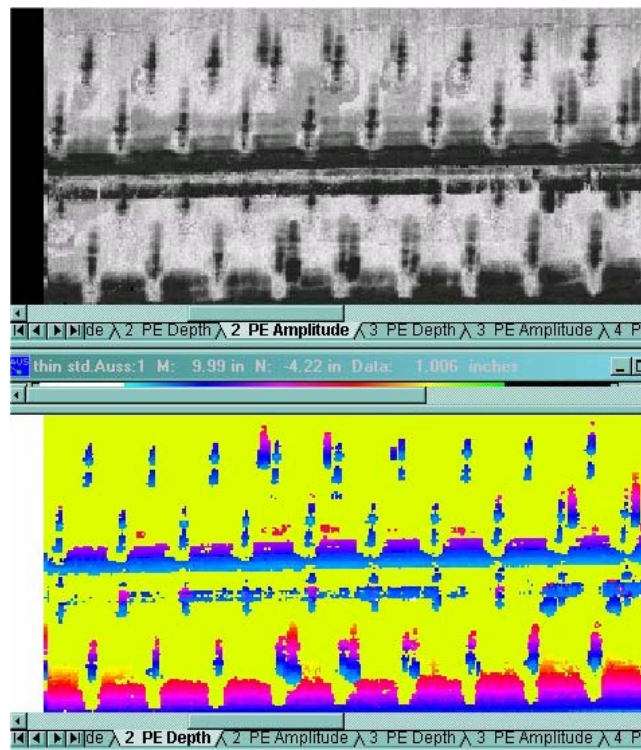 de 2 PE Depth 2 PE Amplitude 3 PE Depth 3 PE Amplitude 4 P
AUS thin std.Auss:1 M: 9.99 in N: -4.22 in Data: 1.006 inches
de 2 PE Depth 2 PE Amplitude 3 PE Depth 3 PE Amplitude 4 P